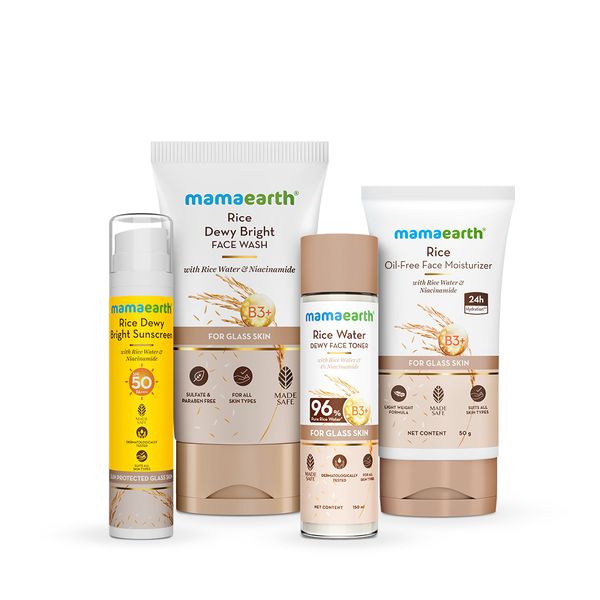 mamaearth®
Rice Dewy
Bright Sunscreen
with Rice Water &
Niacinamide
SPF
50
PA++++
MADE
SAFE
DERMATOLOGICALLY
TESTED
SUITS ALL
SKIN TYPES
SUN PROTECTED GLASS SKIN
mamaearth®
Rice
Dewy Bright
FACE WASH
with Rice Water & Niacinamide
B3+
FOR GLASS SKIN
SULFATE &
PARABEN FREE
FOR ALL
SKIN TYPES
MADE
SAFE
mamaearth®
Rice Water
DEWY FACE TONER
with Rice Water &
1% Niacinamide
96%
Pure Rice Water
B3+
FOR GLASS SKIN
MADE
SAFE
DERMATOLOGICALLY
TESTED
FOR ALL
SKIN TYPES
NET CONTENT 150 ml
mamaearth®
Rice
Oil-Free Face Moisturizer
with Rice Water &
Niacinamide
24h
Hydration
B3+
FOR GLASS SKIN
LIGHT WEIGHT
FORMULA
MADE
SAFE
SUITS ALL
SKIN TYPES
NET CONTENT 50 g